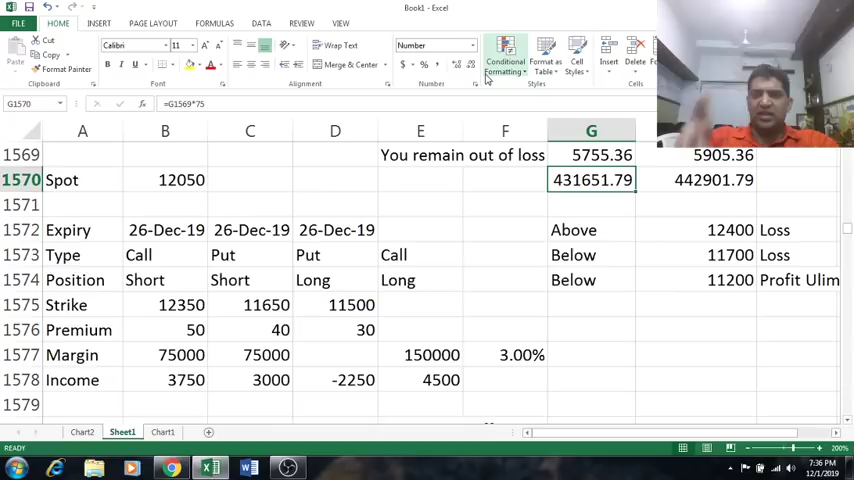 Book1 - Excel
FILE HOME INSERT PAGE LAYOUT FORMULAS DATA REVIEW VIEW
Cut
Copy
Format Painter
Paste
Clipboard
Calibri 11
B I U
Font
Wrap Text
Merge & Center
Alignment
Number
$ % ,
Number
Conditional Formatting
Format as Table
Cell Styles
Styles
Insert Delete
G1570 fx =G1569*75
A B C D E F G
1569 You remain out of loss 5755.36 5905.36
1570 Spot 12050 431651.79 442901.79
1571
1572 Expiry 26-Dec-19 26-Dec-19 26-Dec-19 Above 12400 Loss
1573 Type Call Put Put Call Below 11700 Loss
1574 Position Short Short Long Long Below 11200 Profit Ulim
1575 Strike 12350 11650 11500
1576 Premium 50 40 30
1577 Margin 75000 75000 150000 3.00%
1578 Income 3750 3000 -2250 4500
1579
Chart2 Sheet1 Chart1
READY 200%
7:36 PM
12/1/2019